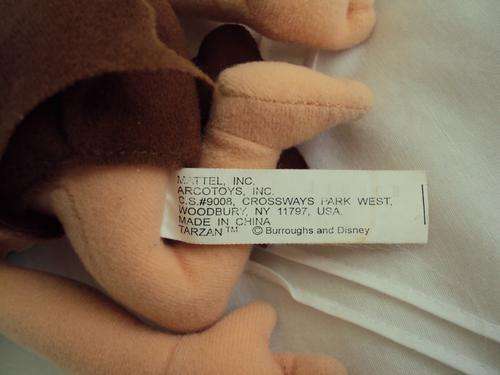 MATTEL, INC.
ARCOTOYS, INC.
C.S.#9008, CROSSWAYS PARK WEST,
WOODBURY, NY 11797, USA.
MADE IN CHINA
TARZAN™ © Burroughs and Disney